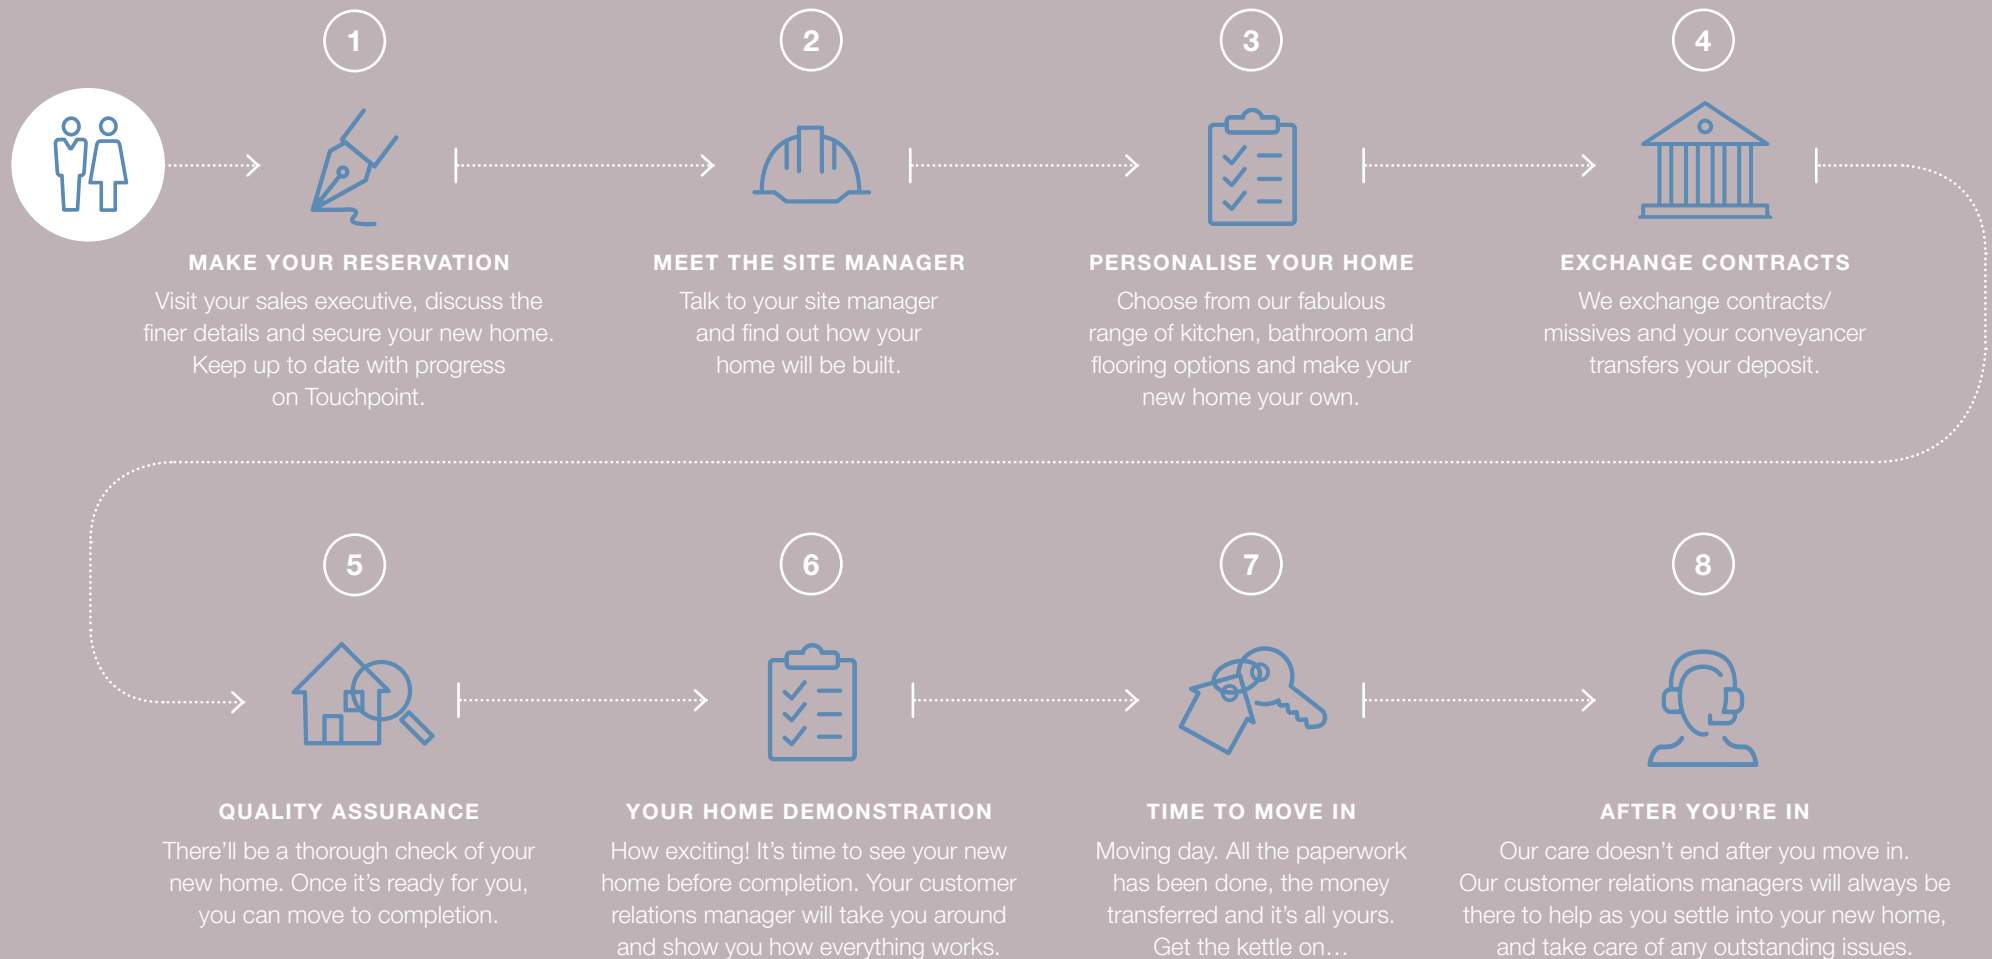 1
MAKE YOUR RESERVATION
Visit your sales executive, discuss the
finer details and secure your new home.
Keep up to date with progress
on Touchpoint.
2
MEET THE SITE MANAGER
Talk to your site manager
and find out how your
home will be built.
3
PERSONALISE YOUR HOME
Choose from our fabulous
range of kitchen, bathroom and
flooring options and make your
new home your own.
4
EXCHANGE CONTRACTS
We exchange contracts/
missives and your conveyancer
transfers your deposit.
5
QUALITY ASSURANCE
There’ll be a thorough check of your
new home. Once it’s ready for you,
you can move to completion.
6
YOUR HOME DEMONSTRATION
How exciting! It’s time to see your new
home before completion. Your customer
relations manager will take you around
and show you how everything works.
7
TIME TO MOVE IN
Moving day. All the paperwork
has been done, the money
transferred and it’s all yours.
Get the kettle on…
8
AFTER YOU’RE IN
Our care doesn’t end after you move in.
Our customer relations managers will always be
there to help as you settle into your new home,
and take care of any outstanding issues.